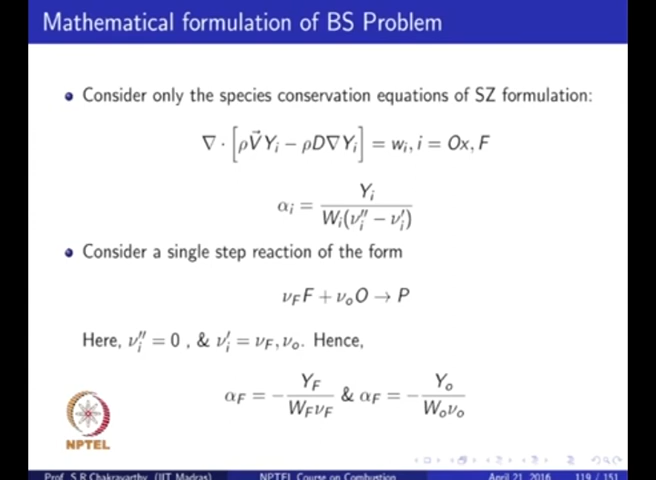 Mathematical formulation of BS Problem
Consider only the species conservation equations of SZ formulation:
∇ · [ρV⃗Y_i − ρD∇Y_i] = w_i, i = Ox, F
α_i = Y_i / W_i(ν_i″ − ν_i′)
Consider a single step reaction of the form
ν_F F + ν_o O → P
Here, ν_i″ = 0 , & ν_i′ = ν_F, ν_o. Hence,
α_F = − Y_F / W_F ν_F & α_F = − Y_o / W_o ν_o
NPTEL
Prof. S.R.Chakravarthy (IIT Madras) NPTEL Course on Combustion April 21, 2016 119 / 151